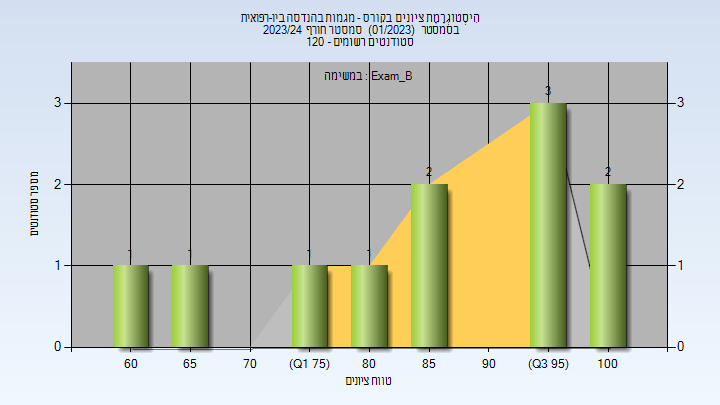 היסטוגרמת ציונים בקורס - מגמות בהנדסה ביו-רפואית
בסמסטר (01/2023) סמסטר חורף 2023/24
סטודנטים רשומים - 120
במשימה : Exam_B
מספר סטודנטים
3
2
1
0
3
2
1
0
1
1
1
1
2
3
2
60
65
70
(Q1 75)
80
85
90
(Q3 95)
100
טווח ציונים